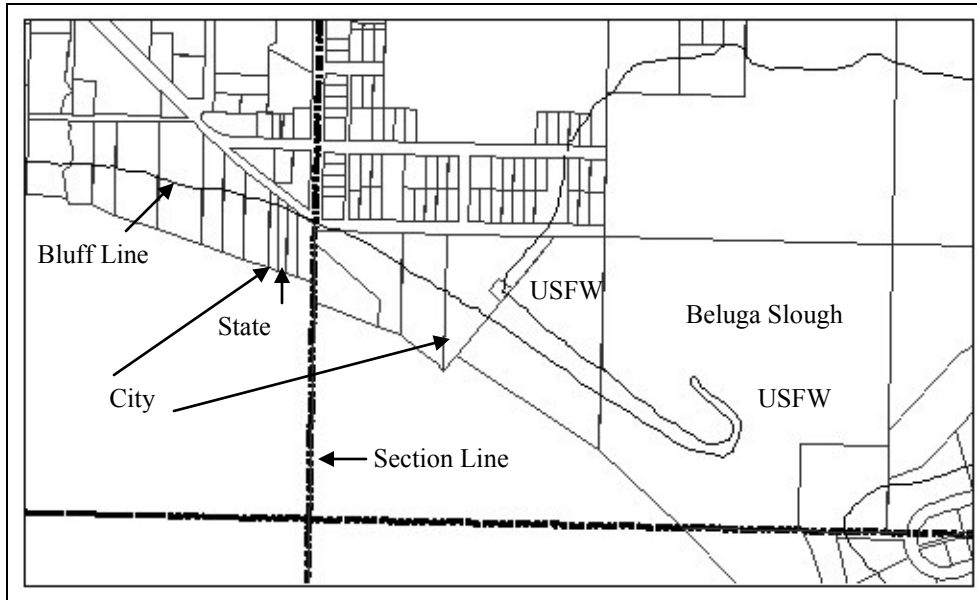 Bluff Line
USFW
Beluga Slough
State
City
USFW
Section Line